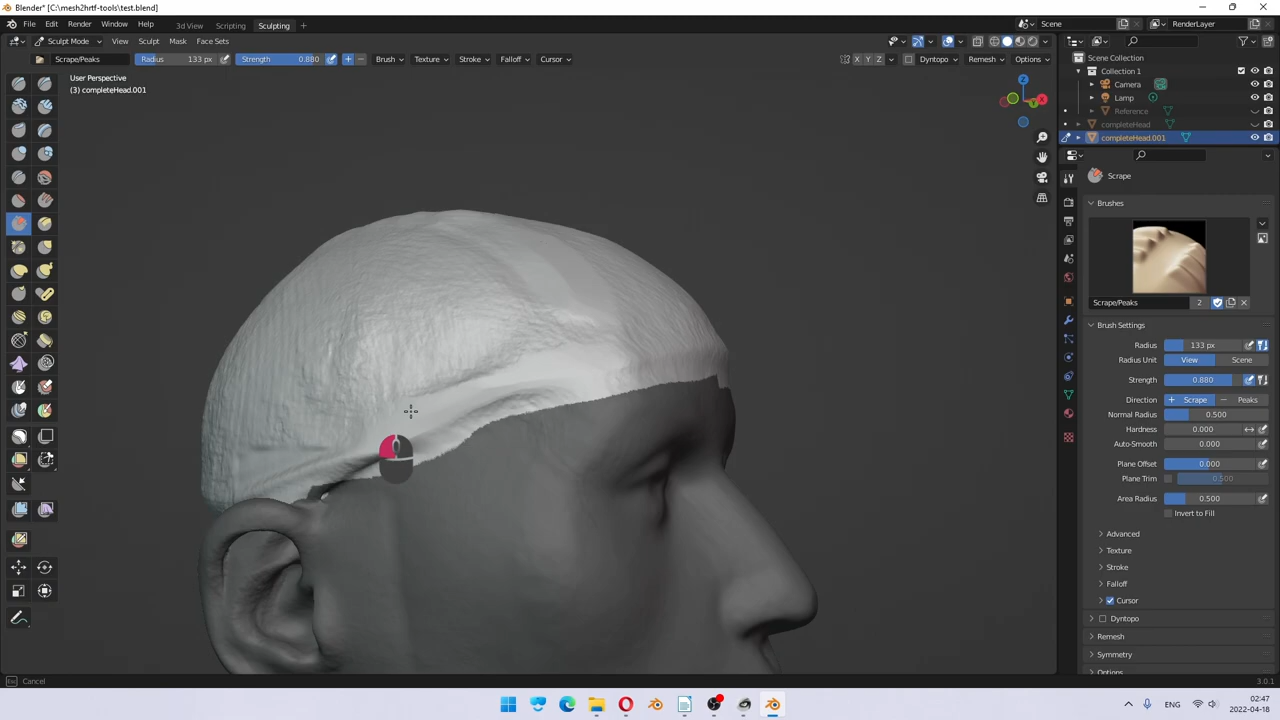 Blender* [C:\mesh2hrtf-tools\test.blend]
File Edit Render Window Help 3d View Scripting Sculpting + Scene RenderLayer
Sculpt Mode View Sculpt Mask Face Sets
Scrape/Peaks Radius 133 px Strength 0.880 + − Brush Texture Stroke Falloff Cursor X Y Z Dyntopo Remesh Options
User Perspective
(3) completeHead.001
Scene Collection
Collection 1
Camera
Lamp
Reference
completeHead
completeHead.001
Scrape
Brushes
Scrape/Peaks 2
Brush Settings
Radius 133 px
Radius Unit View Scene
Strength 0.880
Direction + Scrape − Peaks
Normal Radius 0.500
Hardness 0.000
Auto-Smooth 0.000
Plane Offset 0.000
Plane Trim 0.500
Area Radius 0.500
Invert to Fill
Advanced
Texture
Stroke
Falloff
Cursor
Dyntopo
Remesh
Symmetry
Options
Cancel 3.0.1
ENG 02:47
2022-04-18